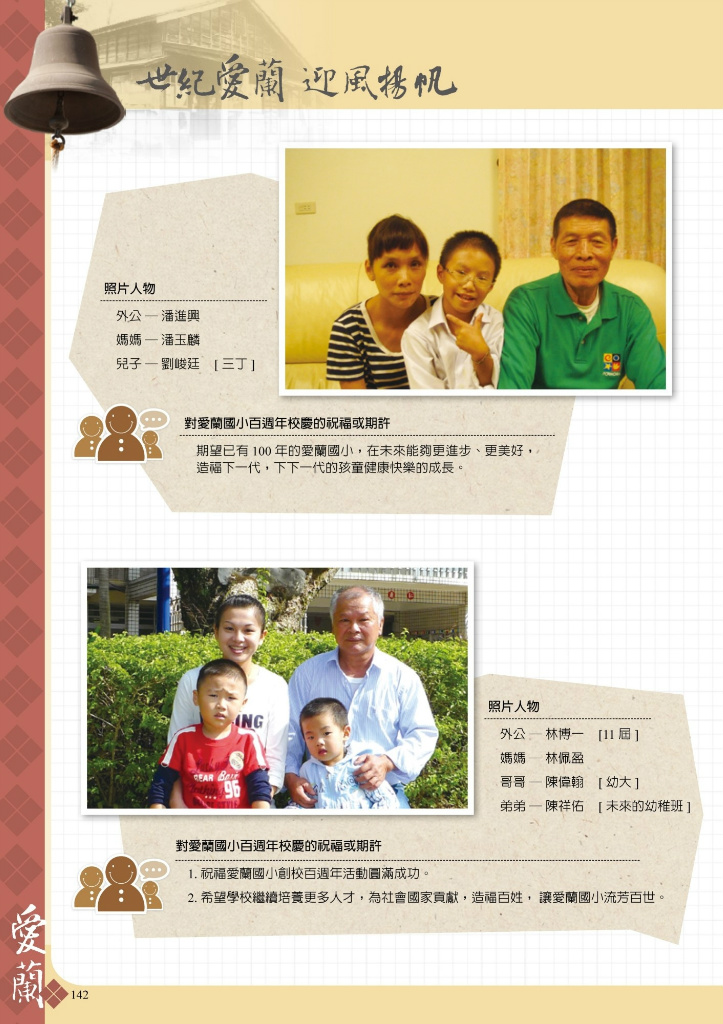 世紀愛蘭 迎風揚帆
照片人物
外公 — 潘進興
媽媽 — 潘玉麟
兒子 — 劉峻廷 [ 三丁 ]
對愛蘭國小百週年校慶的祝福或期許
期望已有 100 年的愛蘭國小，在未來能夠更進步、更美好，
造福下一代，下下一代的孩童健康快樂的成長。
照片人物
外公 — 林博一 [11 屆 ]
媽媽 — 林佩盈
哥哥 — 陳偉翰 [ 幼大 ]
弟弟 — 陳祥佑 [ 未來的幼稚班 ]
對愛蘭國小百週年校慶的祝福或期許
1. 祝福愛蘭國小創校百週年活動圓滿成功。
2. 希望學校繼續培養更多人才，為社會國家貢獻，造福百姓， 讓愛蘭國小流芳百世。
愛蘭
142